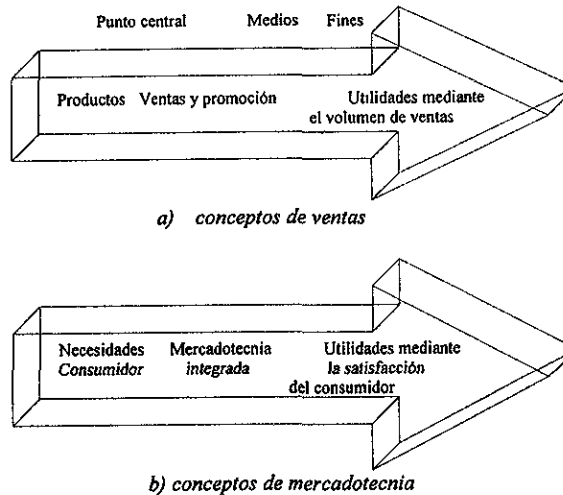 Punto central Medios Fines
Productos Ventas y promoción Utilidades mediante
el volumen de ventas
a) conceptos de ventas
Necesidades Mercadotecnia Utilidades mediante
Consumidor integrada la satisfacción
del consumidor
b) conceptos de mercadotecnia